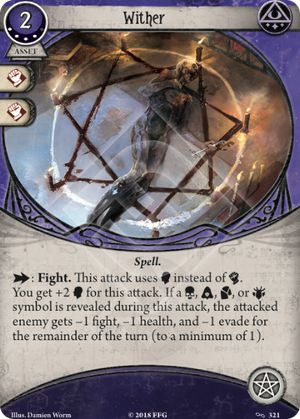 2
Wither
ASSET
Spell.
: Fight. This attack uses instead of .
You get +2 for this attack. If a , , , or
symbol is revealed during this attack, the attacked
enemy gets −1 fight, −1 health, and −1 evade for
the remainder of the turn (to a minimum of 1).
Illus. Damien Worm
© 2018 FFG
321